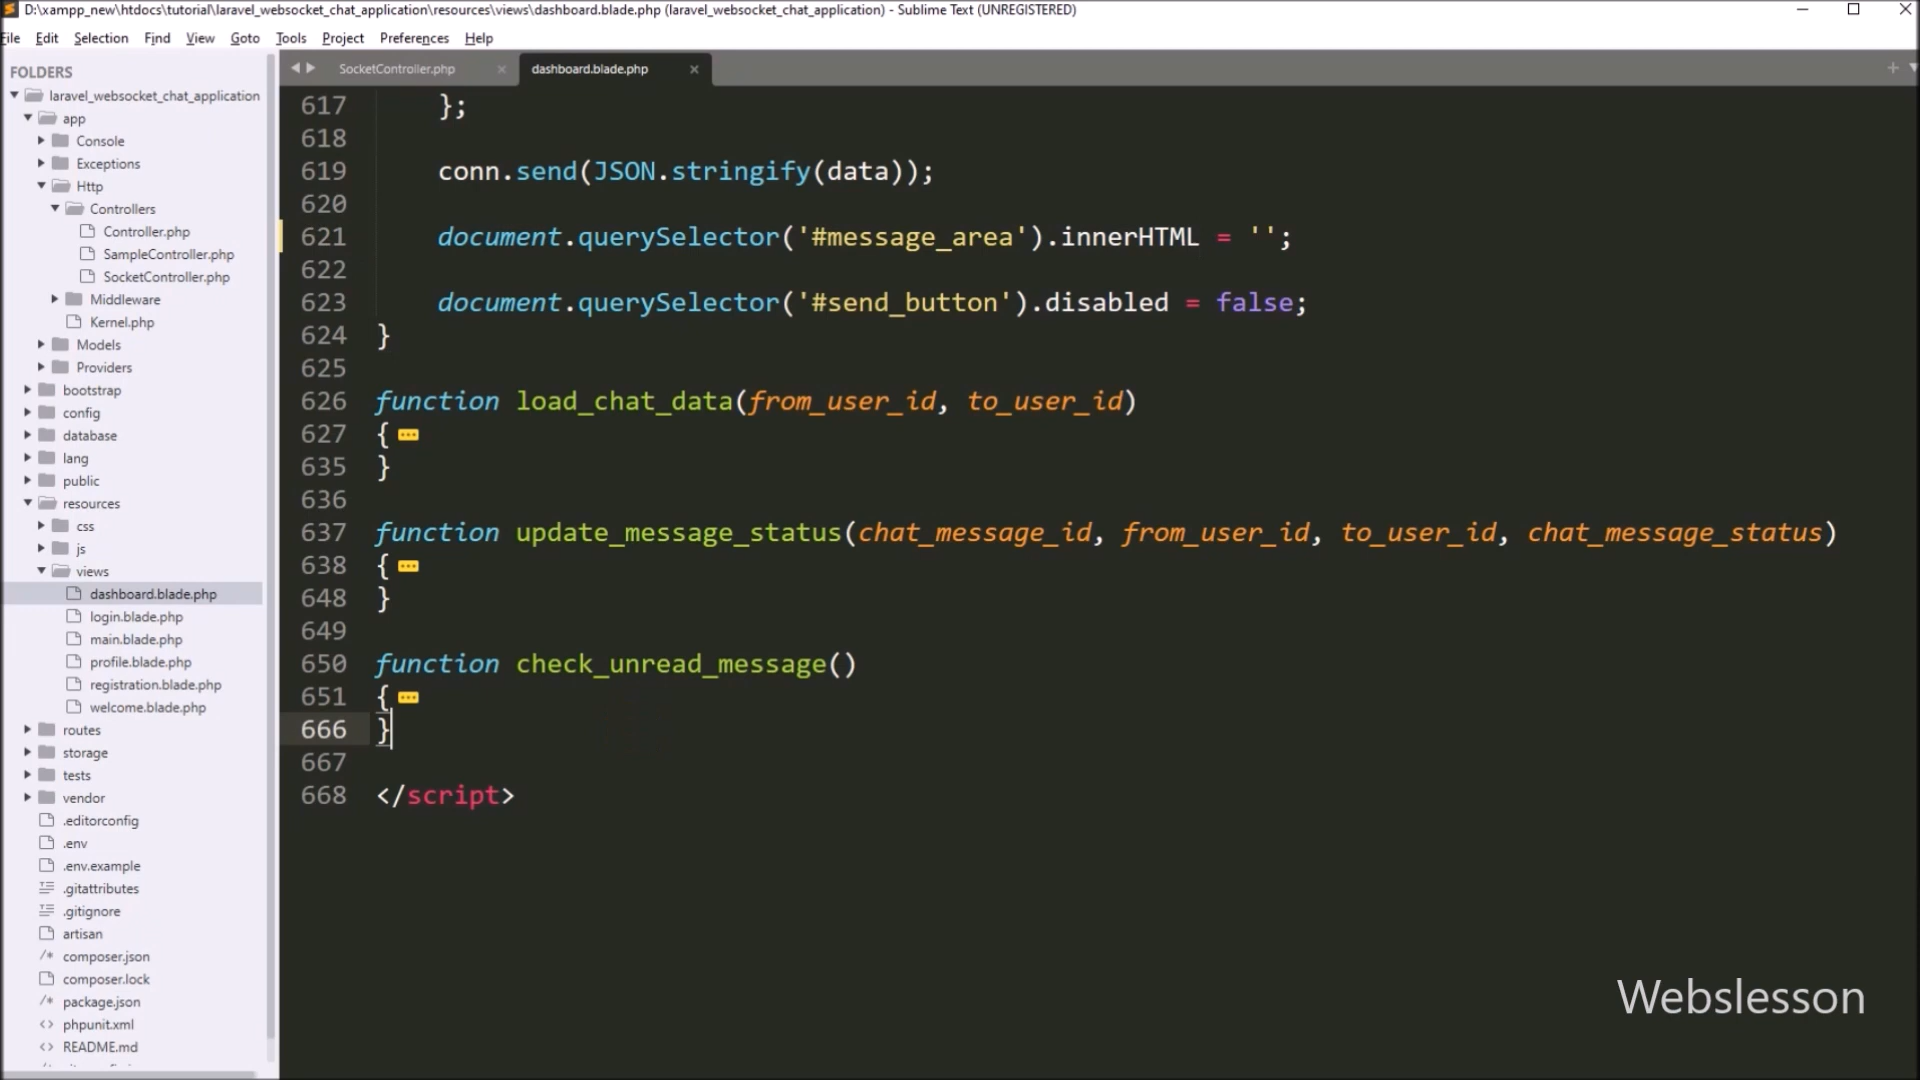 D:\xampp_new\htdocs\tutorial\laravel_websocket_chat_application\resources\views\dashboard.blade.php (laravel_websocket_chat_application) - Sublime Text (UNREGISTERED)
File Edit Selection Find View Goto Tools Project Preferences Help
SocketController.php
dashboard.blade.php
FOLDERS
laravel_websocket_chat_application
app
Console
Exceptions
Http
Controllers
Controller.php
SampleController.php
SocketController.php
Middleware
Kernel.php
Models
Providers
bootstrap
config
database
lang
public
resources
css
js
views
dashboard.blade.php
login.blade.php
main.blade.php
profile.blade.php
registration.blade.php
welcome.blade.php
routes
storage
tests
vendor
.editorconfig
.env
.env.example
.gitattributes
.gitignore
artisan
composer.json
composer.lock
package.json
phpunit.xml
README.md
617 };
618
619 conn.send(JSON.stringify(data));
620
621 document.querySelector('#message_area').innerHTML = '';
622
623 document.querySelector('#send_button').disabled = false;
624 }
625
626 function load_chat_data(from_user_id, to_user_id)
627 {
635 }
636
637 function update_message_status(chat_message_id, from_user_id, to_user_id, chat_message_status)
638 {
648 }
649
650 function check_unread_message()
651 {
666 }
667
668 </script>
Webslesson